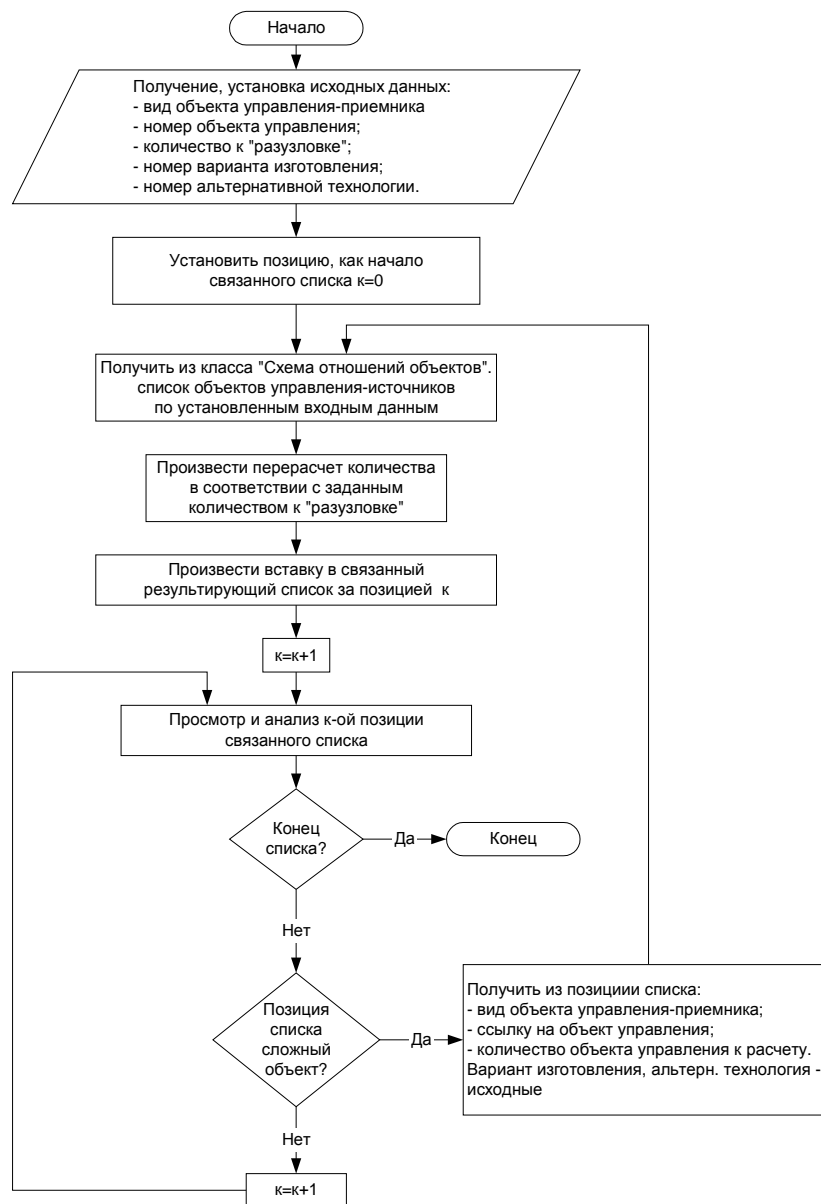 Начало
Получение, установка исходных данных:
- вид объекта управления-приемника
- номер объекта управления;
- количество к "разузловке";
- номер варианта изготовления;
- номер альтернативной технологии.
Установить позицию, как начало
связанного списка к=0
Получить из класса "Схема отношений объектов".
список объектов управления-источников
по установленным входным данным
Произвести перерасчет количества
в соответствии с заданным
количеством к "разузловке"
Произвести вставку в связанный
результирующий список за позицией к
к=к+1
Просмотр и анализ к-ой позиции
связанного списка
Конец
списка?
Да
Конец
Нет
Позиция
списка
сложный
объект?
Да
Получить из позициии списка:
- вид объекта управления-приемника;
- ссылку на объект управления;
- количество объекта управления к расчету.
Вариант изготовления, альтерн. технология -
исходные
Нет
к=к+1